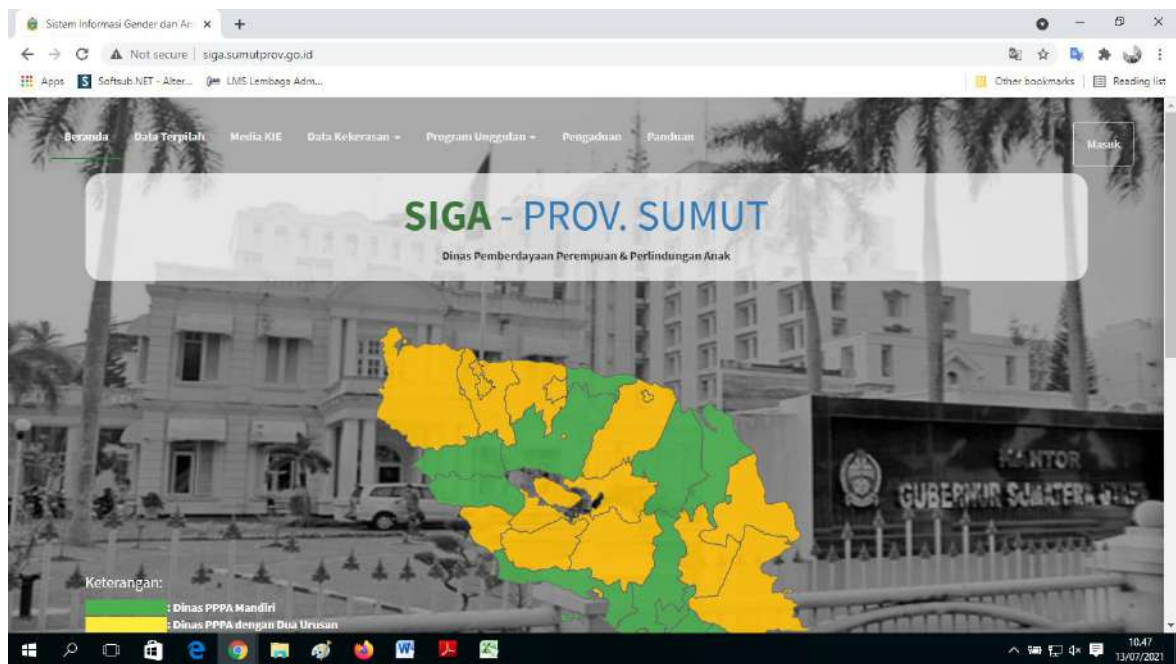 Sistem Informasi Gender dan An
Not secure
siga.sumutprov.go.id
Apps
Softsub.NET - Alter...
LMS Lembaga Adm...
Other bookmarks
Reading list
Beranda
Data Terpilah
Media KIE
Data Kekerasan
Program Unggulan
Pengaduan
Panduan
Masuk
SIGA - PROV. SUMUT
Dinas Pemberdayaan Perempuan & Perlindungan Anak
KANTOR
GUBERNUR SUMATERA
Keterangan:
: Dinas PPPA Mandiri
: Dinas PPPA dengan Dua Urusan
10.47
13/07/2021